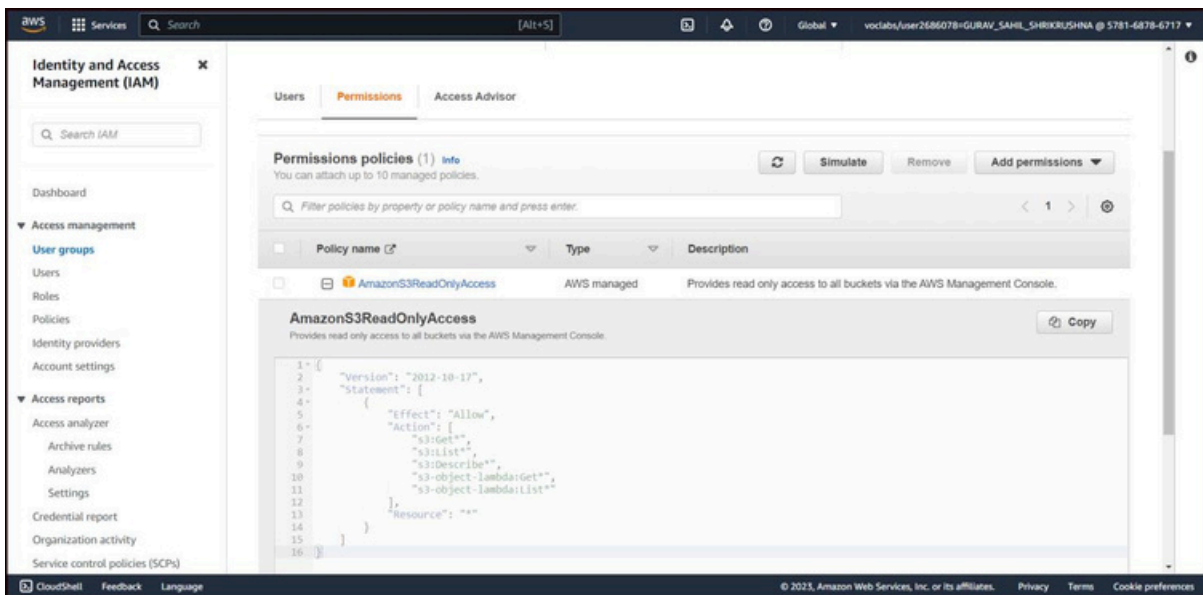 aws Services Search [Alt+S] Global voclabs/user2686078=GURAV_SAHIL_SHRIKRUSHNA @ 5781-6878-6717
Identity and Access
Management (IAM)
Search IAM
Dashboard
Access management
User groups
Users
Roles
Policies
Identity providers
Account settings
Access reports
Access analyzer
Archive rules
Analyzers
Settings
Credential report
Organization activity
Service control policies (SCPs)
Users Permissions Access Advisor
Permissions policies (1) Info
You can attach up to 10 managed policies.
Simulate Remove Add permissions
Filter policies by property or policy name and press enter.
1
Policy name Type Description
AmazonS3ReadOnlyAccess AWS managed Provides read only access to all buckets via the AWS Management Console.
AmazonS3ReadOnlyAccess
Provides read only access to all buckets via the AWS Management Console.
Copy
1 {
2 "Version": "2012-10-17",
3 "Statement": [
4 {
5 "Effect": "Allow",
6 "Action": [
7 "s3:Get*",
8 "s3:List*",
9 "s3:Describe*",
10 "s3-object-lambda:Get*",
11 "s3-object-lambda:List*"
12 ],
13 "Resource": "*"
14 }
15 ]
16 }
CloudShell Feedback Language © 2023, Amazon Web Services, Inc. or its affiliates. Privacy Terms Cookie preferences